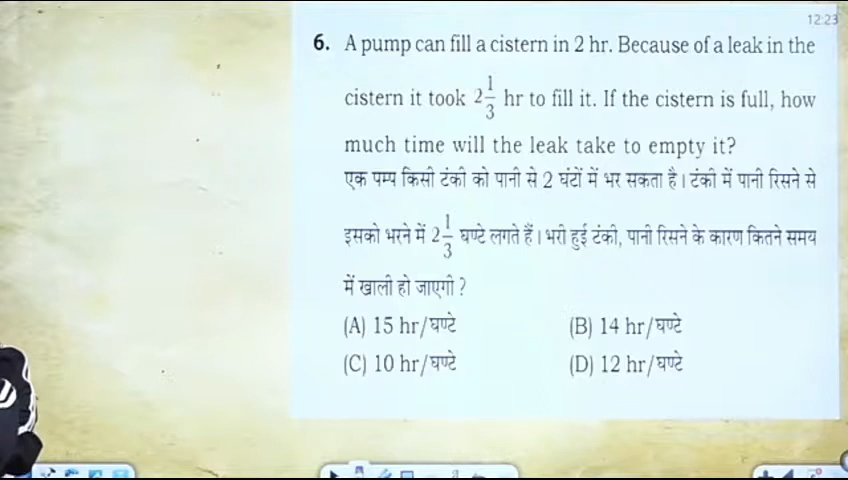 12:23
6. A pump can fill a cistern in 2 hr. Because of a leak in the
cistern it took 2 1/3 hr to fill it. If the cistern is full, how
much time will the leak take to empty it?
एक पम्प किसी टंकी को पानी से 2 घंटों में भर सकता है। टंकी में पानी रिसने से
इसको भरने में 2 1/3 घण्टे लगते हैं। भरी हुई टंकी, पानी रिसने के कारण कितने समय
में खाली हो जाएगी ?
(A) 15 hr/घण्टे (B) 14 hr/घण्टे
(C) 10 hr/घण्टे (D) 12 hr/घण्टे